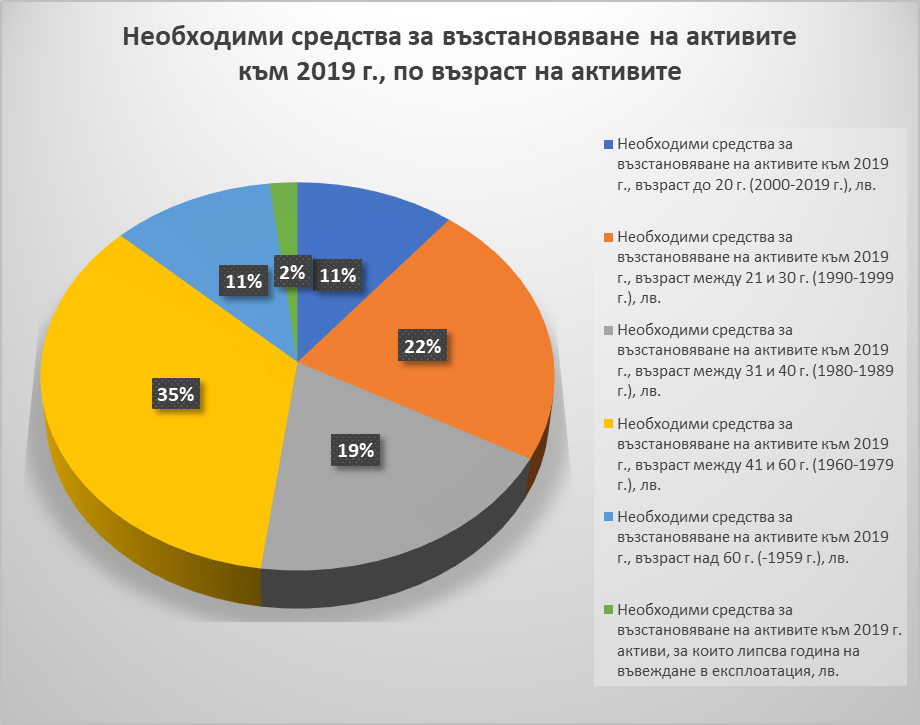 Необходими средства за възстановяване на активите
към 2019 г., по възраст на активите
11%
22%
19%
35%
11%
2%
Необходими средства за
възстановяване на активите към 2019
г., възраст до 20 г. (2000-2019 г.), лв.
Необходими средства за
възстановяване на активите към 2019
г., възраст между 21 и 30 г. (1990-1999
г.), лв.
Необходими средства за
възстановяване на активите към 2019
г., възраст между 31 и 40 г. (1980-1989
г.), лв.
Необходими средства за
възстановяване на активите към 2019
г., възраст между 41 и 60 г. (1960-1979
г.), лв.
Необходими средства за
възстановяване на активите към 2019
г., възраст над 60 г. (-1959 г.), лв.
Необходими средства за
възстановяване на активите към 2019 г.
активи, за които липсва година на
въвеждане в експлоатация, лв.